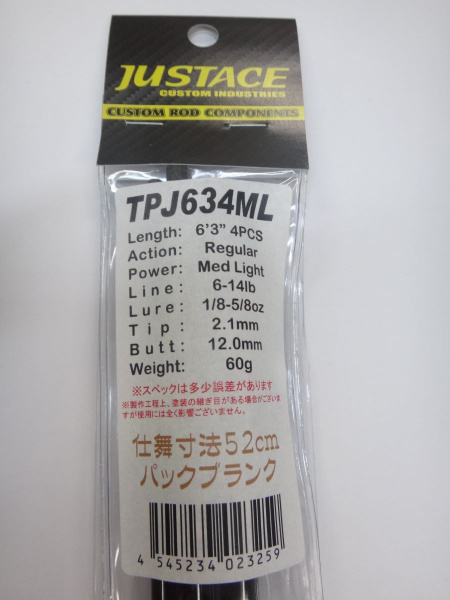 JUSTACE
CUSTOM INDUSTRIES
CUSTOM ROD COMPONENTS
TPJ634ML
Length: 6'3" 4PCS
Action: Regular
Power: Med Light
Line: 6-14lb
Lure: 1/8-5/8oz
Tip: 2.1mm
Butt: 12.0mm
Weight: 60g
※スペックは多少誤差があります
※製作工程上、塗装の継ぎ目がある場合がございま
すが使用には全く影響ございません。
仕舞寸法52cm
パックブランク
4 545234 023259